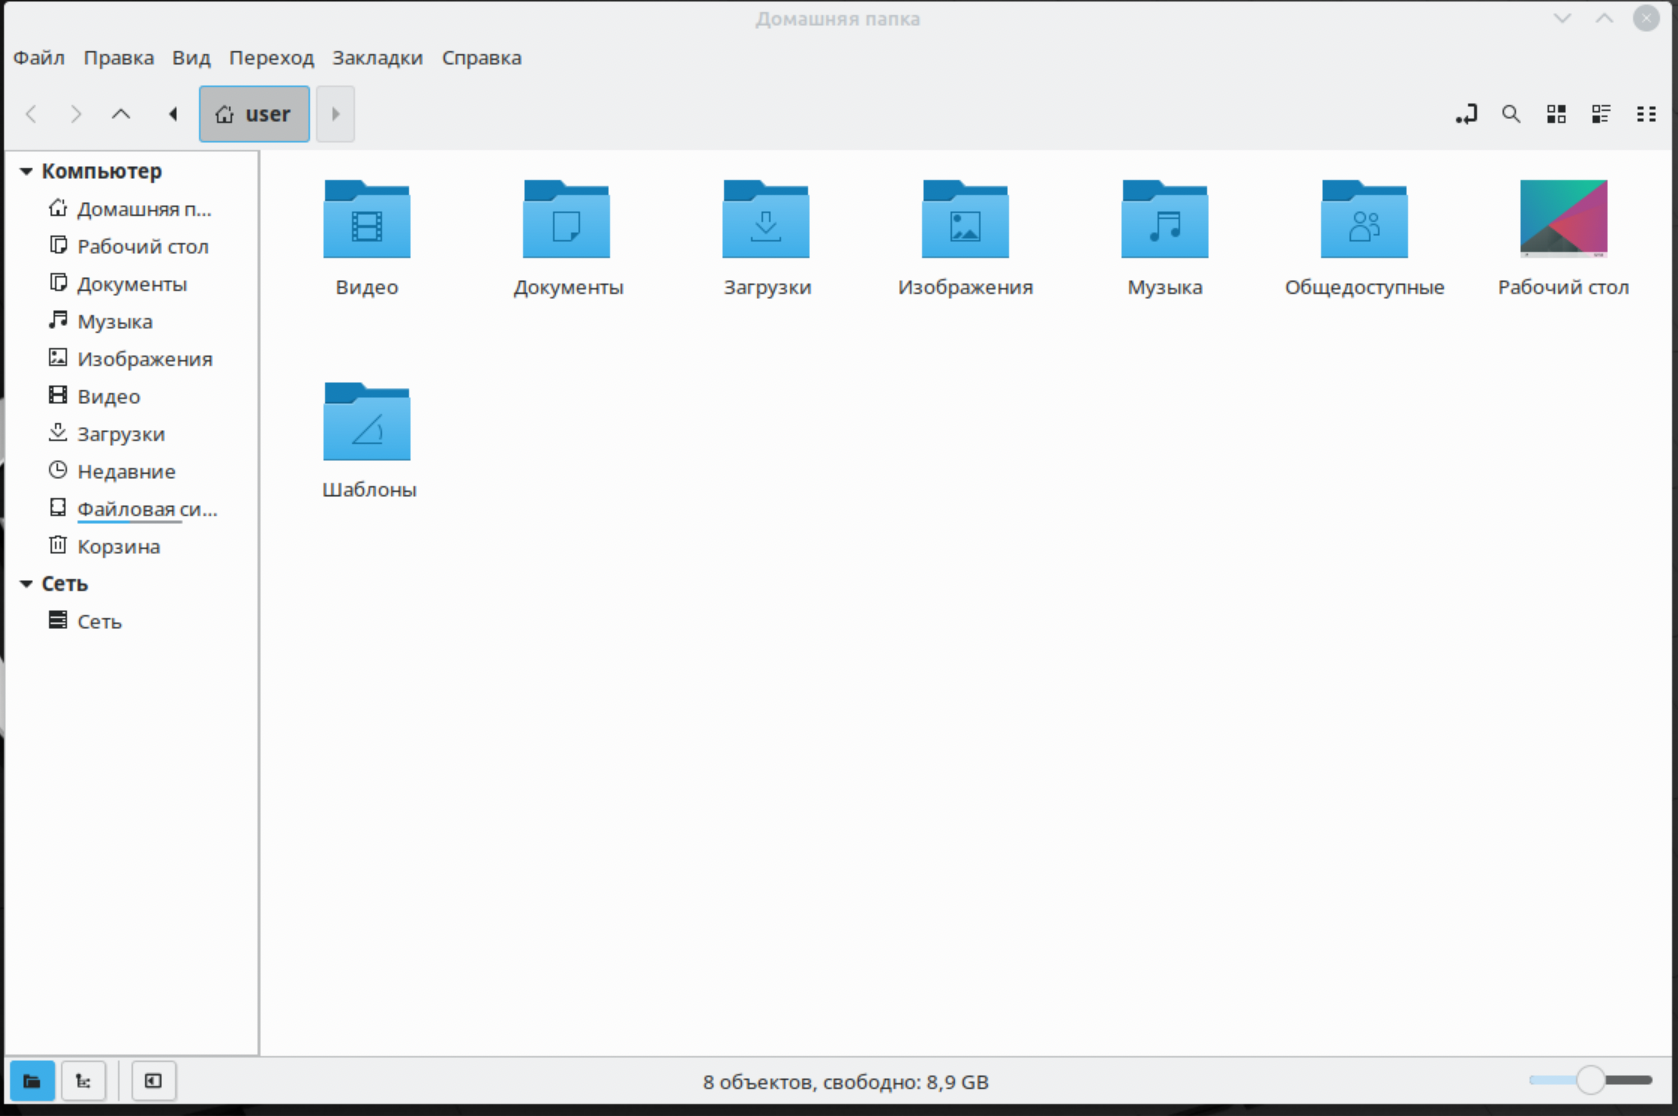 Домашняя папка
Файл Правка Вид Переход Закладки Справка
user
Компьютер
Домашняя п...
Рабочий стол
Документы
Музыка
Изображения
Видео
Загрузки
Недавние
Файловая си...
Корзина
Сеть
Сеть
Видео Документы Загрузки Изображения Музыка Общедоступные Рабочий стол
Шаблоны
8 объектов, свободно: 8,9 GB